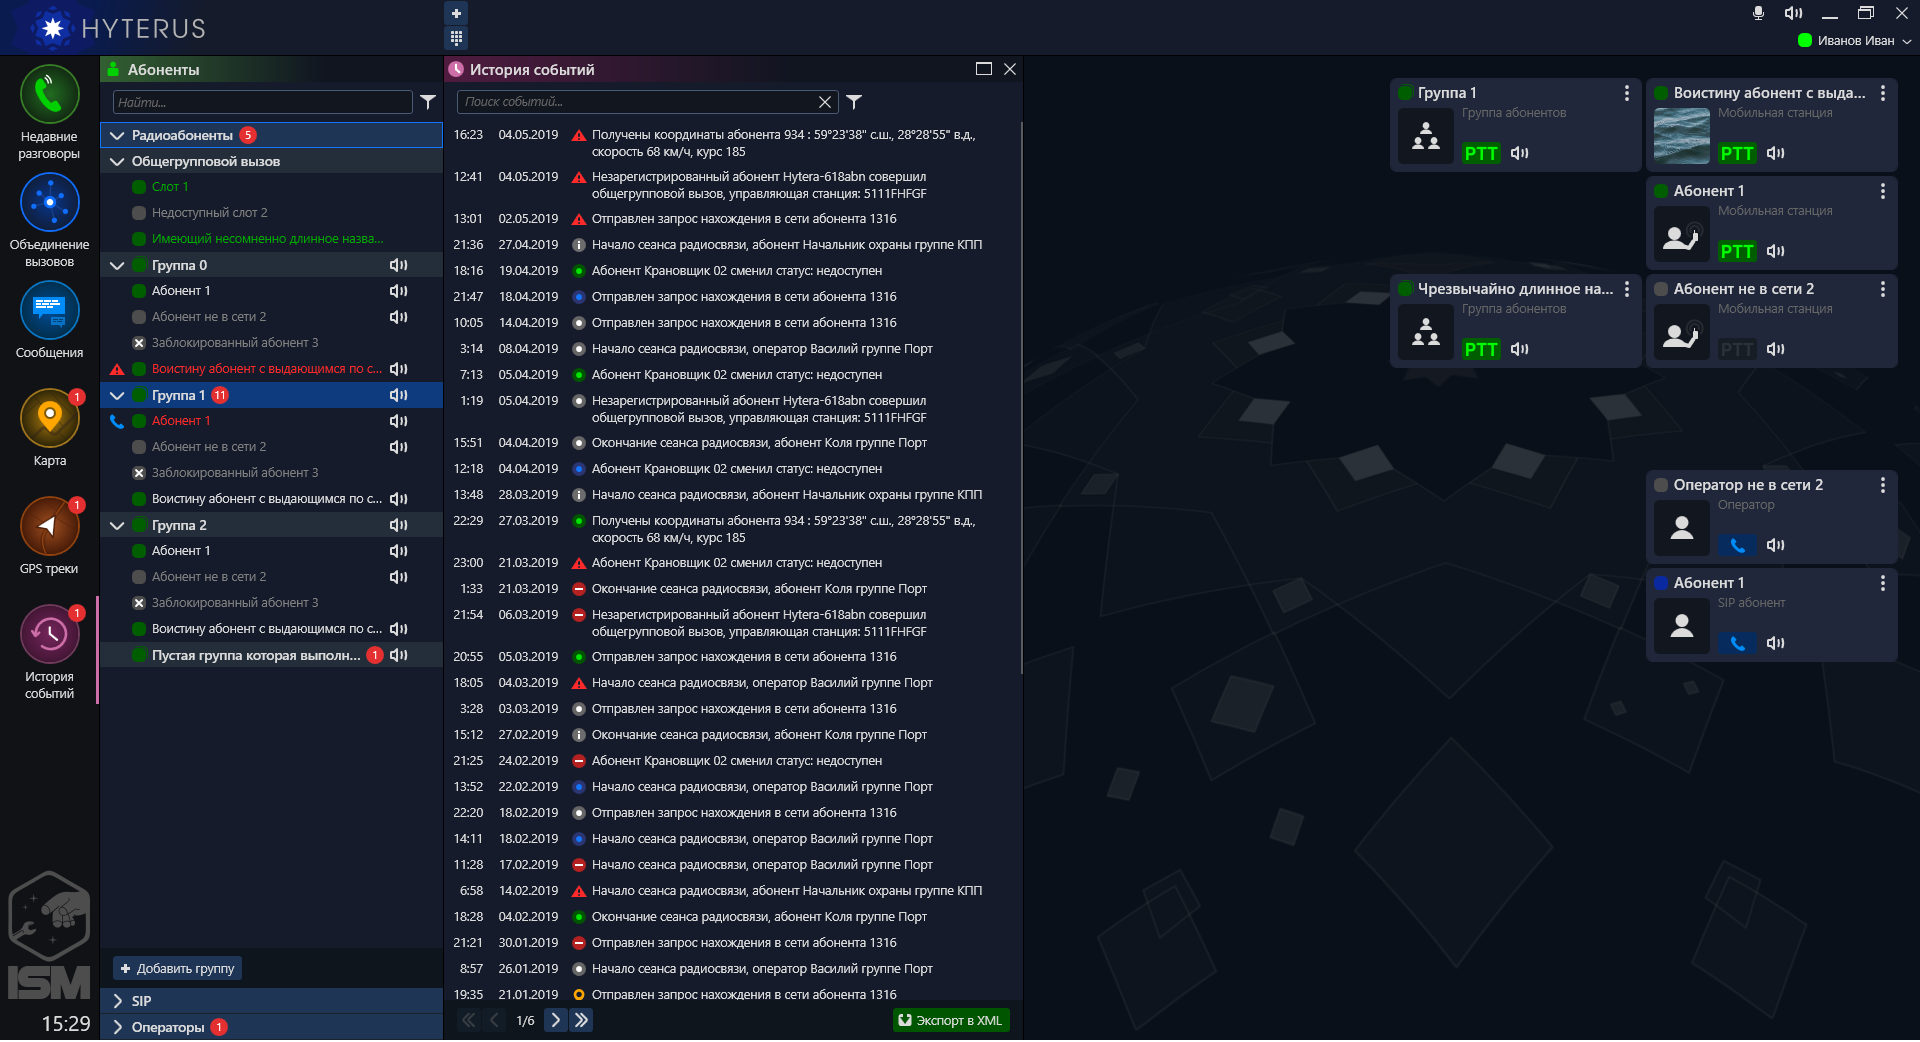 HYTERUS
Иванов Иван
Недавние
разговоры
Объединение
вызовов
Сообщения
1
Карта
1
GPS треки
1
История
событий
ISM
15:29
Абоненты
Найти...
Радиоабоненты 5
Общегрупповой вызов
Слот 1
Недоступный слот 2
Имеющий несомненно длинное назва...
Группа 0
Абонент 1
Абонент не в сети 2
Заблокированный абонент 3
Воистину абонент с выдающимся по с...
Группа 1 11
Абонент 1
Абонент не в сети 2
Заблокированный абонент 3
Воистину абонент с выдающимся по с...
Группа 2
Абонент 1
Абонент не в сети 2
Заблокированный абонент 3
Воистину абонент с выдающимся по с...
Пустая группа которая выполн... 1
Добавить группу
SIP
Операторы 1
История событий
Поиск событий...
16:23 04.05.2019 Получены координаты абонента 934 : 59°23'38" с.ш., 28°28'55" в.д.,
скорость 68 км/ч, курс 185
12:41 04.05.2019 Незарегистрированный абонент Hytera-618abn совершил
общегрупповой вызов, управляющая станция: 5111FHFGF
13:01 02.05.2019 Отправлен запрос нахождения в сети абонента 1316
21:36 27.04.2019 Начало сеанса радиосвязи, абонент Начальник охраны группе КПП
18:16 19.04.2019 Абонент Крановщик 02 сменил статус: недоступен
21:47 18.04.2019 Отправлен запрос нахождения в сети абонента 1316
10:05 14.04.2019 Отправлен запрос нахождения в сети абонента 1316
3:14 08.04.2019 Начало сеанса радиосвязи, оператор Василий группе Порт
7:13 05.04.2019 Абонент Крановщик 02 сменил статус: недоступен
1:19 05.04.2019 Незарегистрированный абонент Hytera-618abn совершил
общегрупповой вызов, управляющая станция: 5111FHFGF
15:51 04.04.2019 Окончание сеанса радиосвязи, абонент Коля группе Порт
12:18 04.04.2019 Абонент Крановщик 02 сменил статус: недоступен
13:48 28.03.2019 Начало сеанса радиосвязи, абонент Начальник охраны группе КПП
22:29 27.03.2019 Получены координаты абонента 934 : 59°23'38" с.ш., 28°28'55" в.д.,
скорость 68 км/ч, курс 185
23:00 21.03.2019 Абонент Крановщик 02 сменил статус: недоступен
1:33 21.03.2019 Окончание сеанса радиосвязи, абонент Коля группе Порт
21:54 06.03.2019 Незарегистрированный абонент Hytera-618abn совершил
общегрупповой вызов, управляющая станция: 5111FHFGF
20:55 05.03.2019 Отправлен запрос нахождения в сети абонента 1316
18:05 04.03.2019 Начало сеанса радиосвязи, оператор Василий группе Порт
3:28 03.03.2019 Отправлен запрос нахождения в сети абонента 1316
15:12 27.02.2019 Окончание сеанса радиосвязи, абонент Коля группе Порт
21:25 24.02.2019 Абонент Крановщик 02 сменил статус: недоступен
13:52 22.02.2019 Начало сеанса радиосвязи, оператор Василий группе Порт
22:20 18.02.2019 Отправлен запрос нахождения в сети абонента 1316
14:11 18.02.2019 Начало сеанса радиосвязи, оператор Василий группе Порт
11:28 17.02.2019 Начало сеанса радиосвязи, оператор Василий группе Порт
6:58 14.02.2019 Начало сеанса радиосвязи, абонент Начальник охраны группе КПП
18:28 04.02.2019 Окончание сеанса радиосвязи, абонент Коля группе Порт
21:21 30.01.2019 Отправлен запрос нахождения в сети абонента 1316
8:57 26.01.2019 Начало сеанса радиосвязи, оператор Василий группе Порт
19:35 21.01.2019 Отправлен запрос нахождения в сети абонента 1316
1/6
Экспорт в XML
Группа 1
Группа абонентов
PTT
Воистину абонент с выда...
Мобильная станция
PTT
Абонент 1
Мобильная станция
PTT
Чрезвычайно длинное на...
Группа абонентов
PTT
Абонент не в сети 2
Мобильная станция
PTT
Оператор не в сети 2
Оператор
Абонент 1
SIP абонент